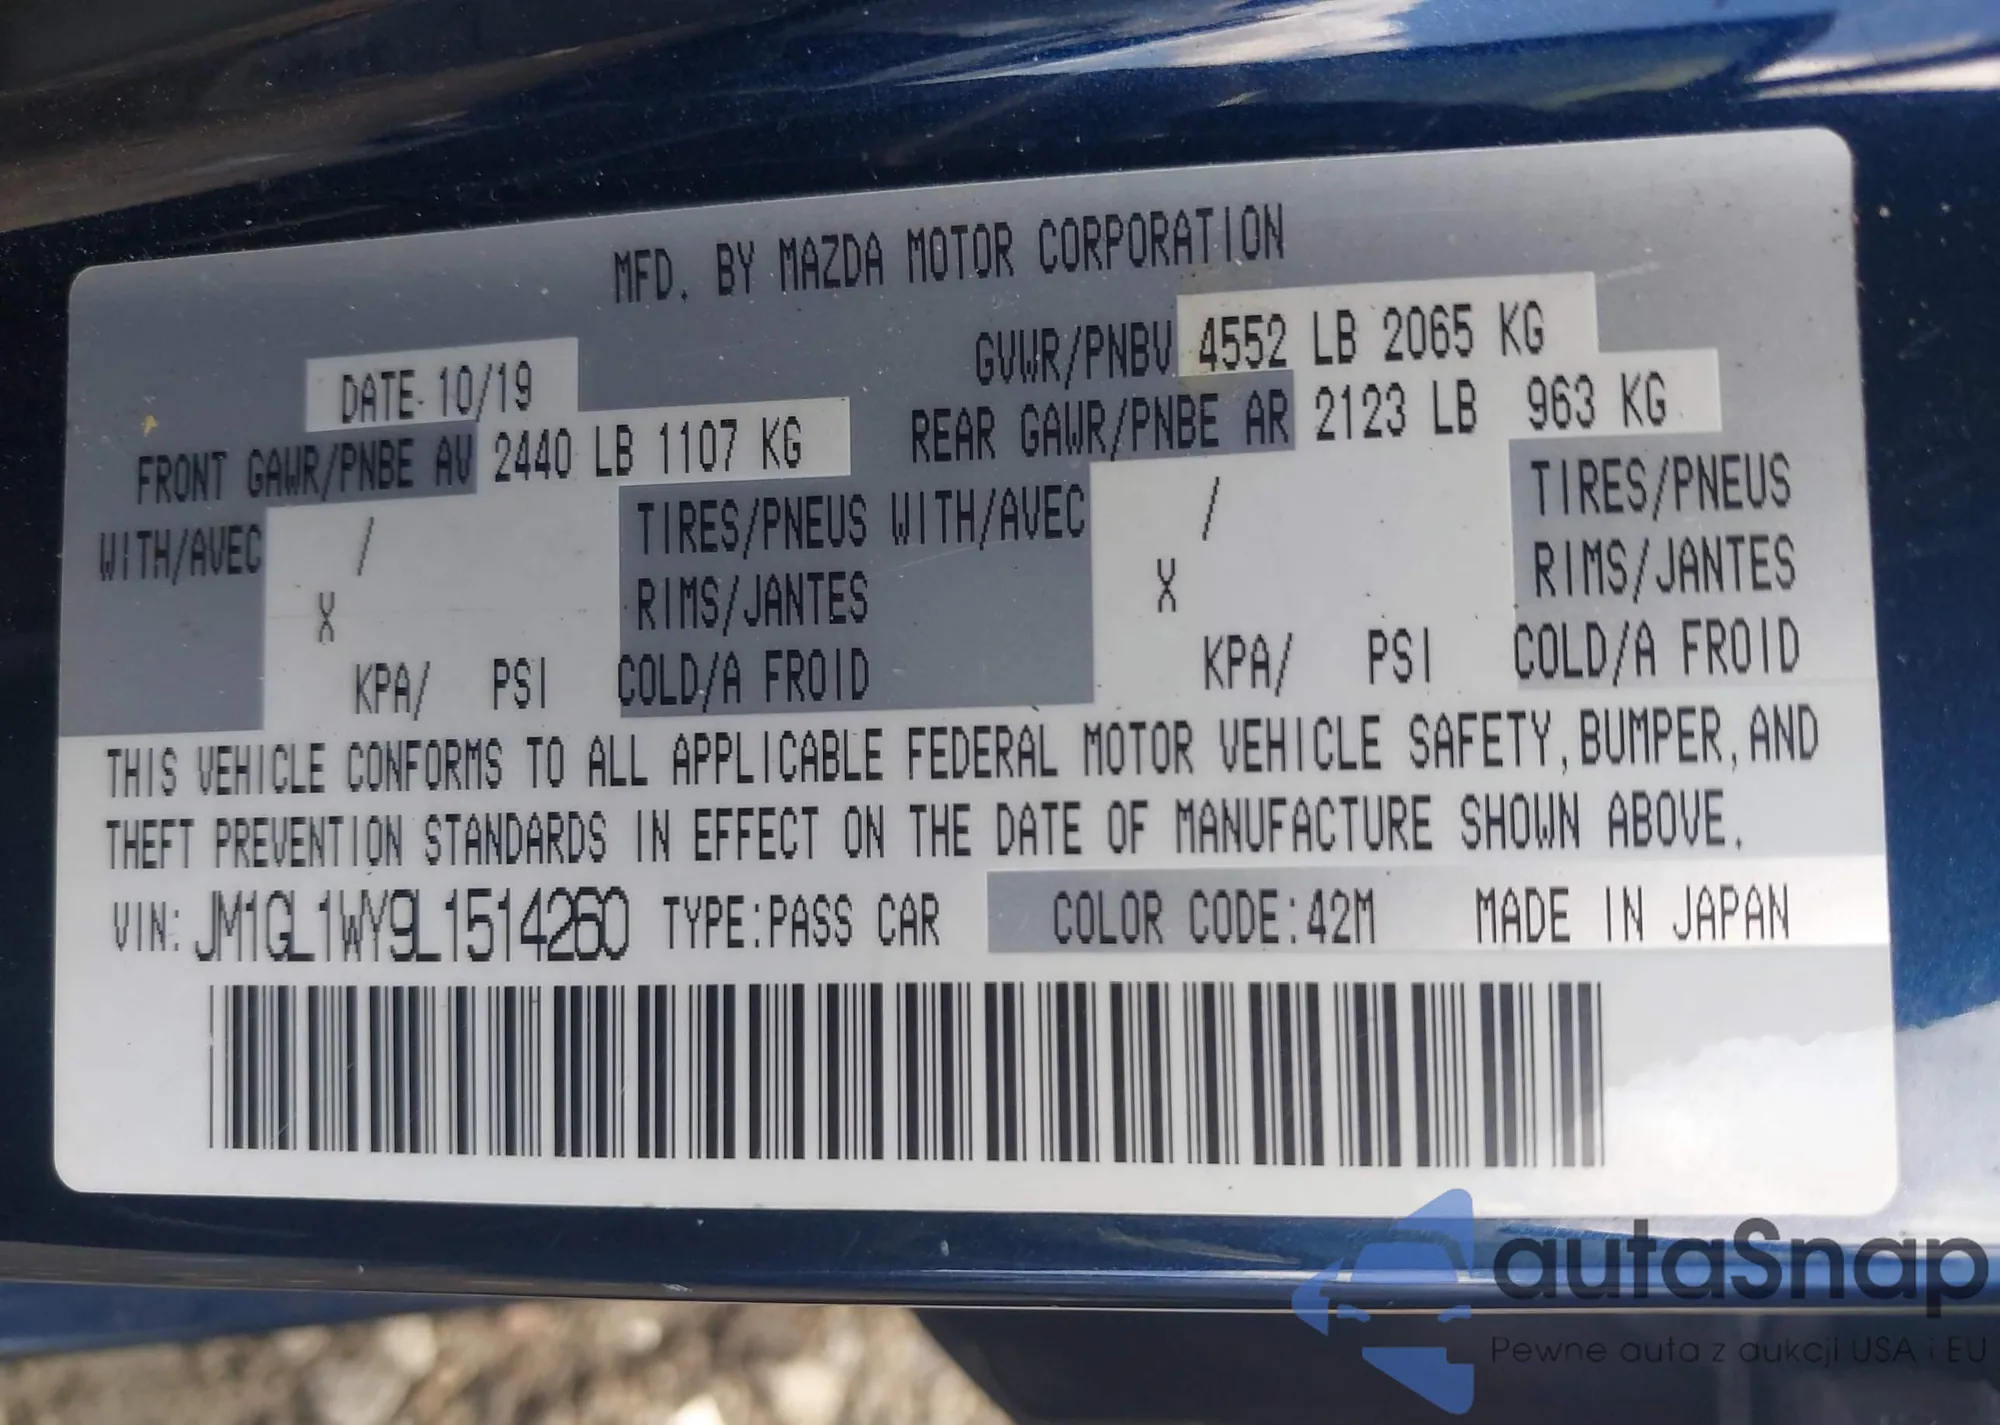 MFD. BY MAZDA MOTOR CORPORATION
DATE 10/19 GVWR/PNBV 4552 LB 2065 KG
FRONT GAWR/PNBE AV 2440 LB 1107 KG REAR GAWR/PNBE AR 2123 LB 963 KG
WITH/AVEC / TIRES/PNEUS WITH/AVEC / TIRES/PNEUS
X RIMS/JANTES X RIMS/JANTES
KPA/ PSI COLD/A FROID KPA/ PSI COLD/A FROID
THIS VEHICLE CONFORMS TO ALL APPLICABLE FEDERAL MOTOR VEHICLE SAFETY,BUMPER,AND
THEFT PREVENTION STANDARDS IN EFFECT ON THE DATE OF MANUFACTURE SHOWN ABOVE.
VIN: JM1GL1WY9L1514260 TYPE:PASS CAR COLOR CODE:42M MADE IN JAPAN
autaSnap
Pewne auta z aukcji USA i EU